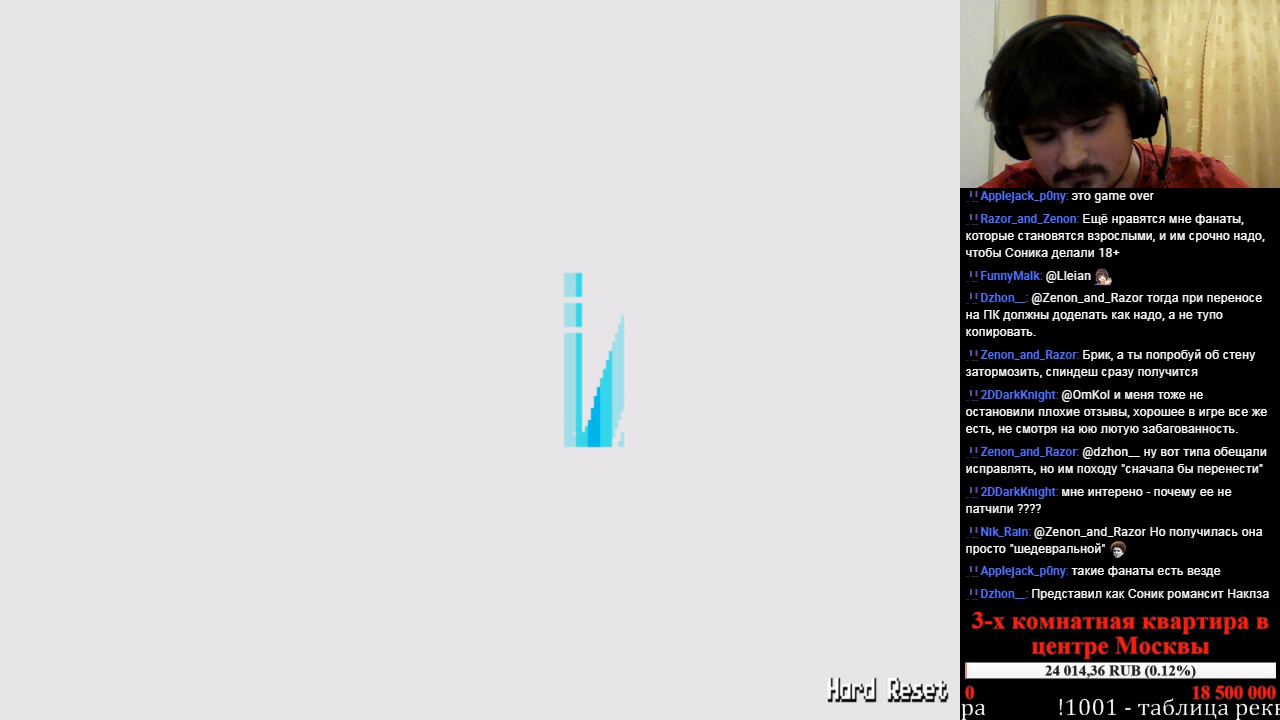 Applejack_p0ny: это game over
Razor_and_Zenon: Ещё нравятся мне фанаты,
которые становятся взрослыми, и им срочно надо,
чтобы Соника делали 18+
FunnyMalk: @Lleian
Dzhon__: @Zenon_and_Razor тогда при переносе
на ПК должны доделать как надо, а не тупо
копировать.
Zenon_and_Razor: Брик, а ты попробуй об стену
затормозить, спиндеш сразу получится
2DDarkKnight: @OmKol и меня тоже не
остановили плохие отзывы, хорошее в игре все же
есть, не смотря на юю лютую забагованность.
Zenon_and_Razor: @dzhon__ ну вот типа обещали
исправлять, но им походу "сначала бы перенести"
2DDarkKnight: мне интерено - почему ее не
патчили ????
Nik_Rain: @Zenon_and_Razor Но получилась она
просто "шедевральной"
Applejack_p0ny: такие фанаты есть везде
Dzhon__: Представил как Соник романсит Наклза
3-х комнатная квартира в
центре Москвы
24 014,36 RUB (0.12%)
0 18 500 000
Hard Reset
ра !1001 - таблица рек